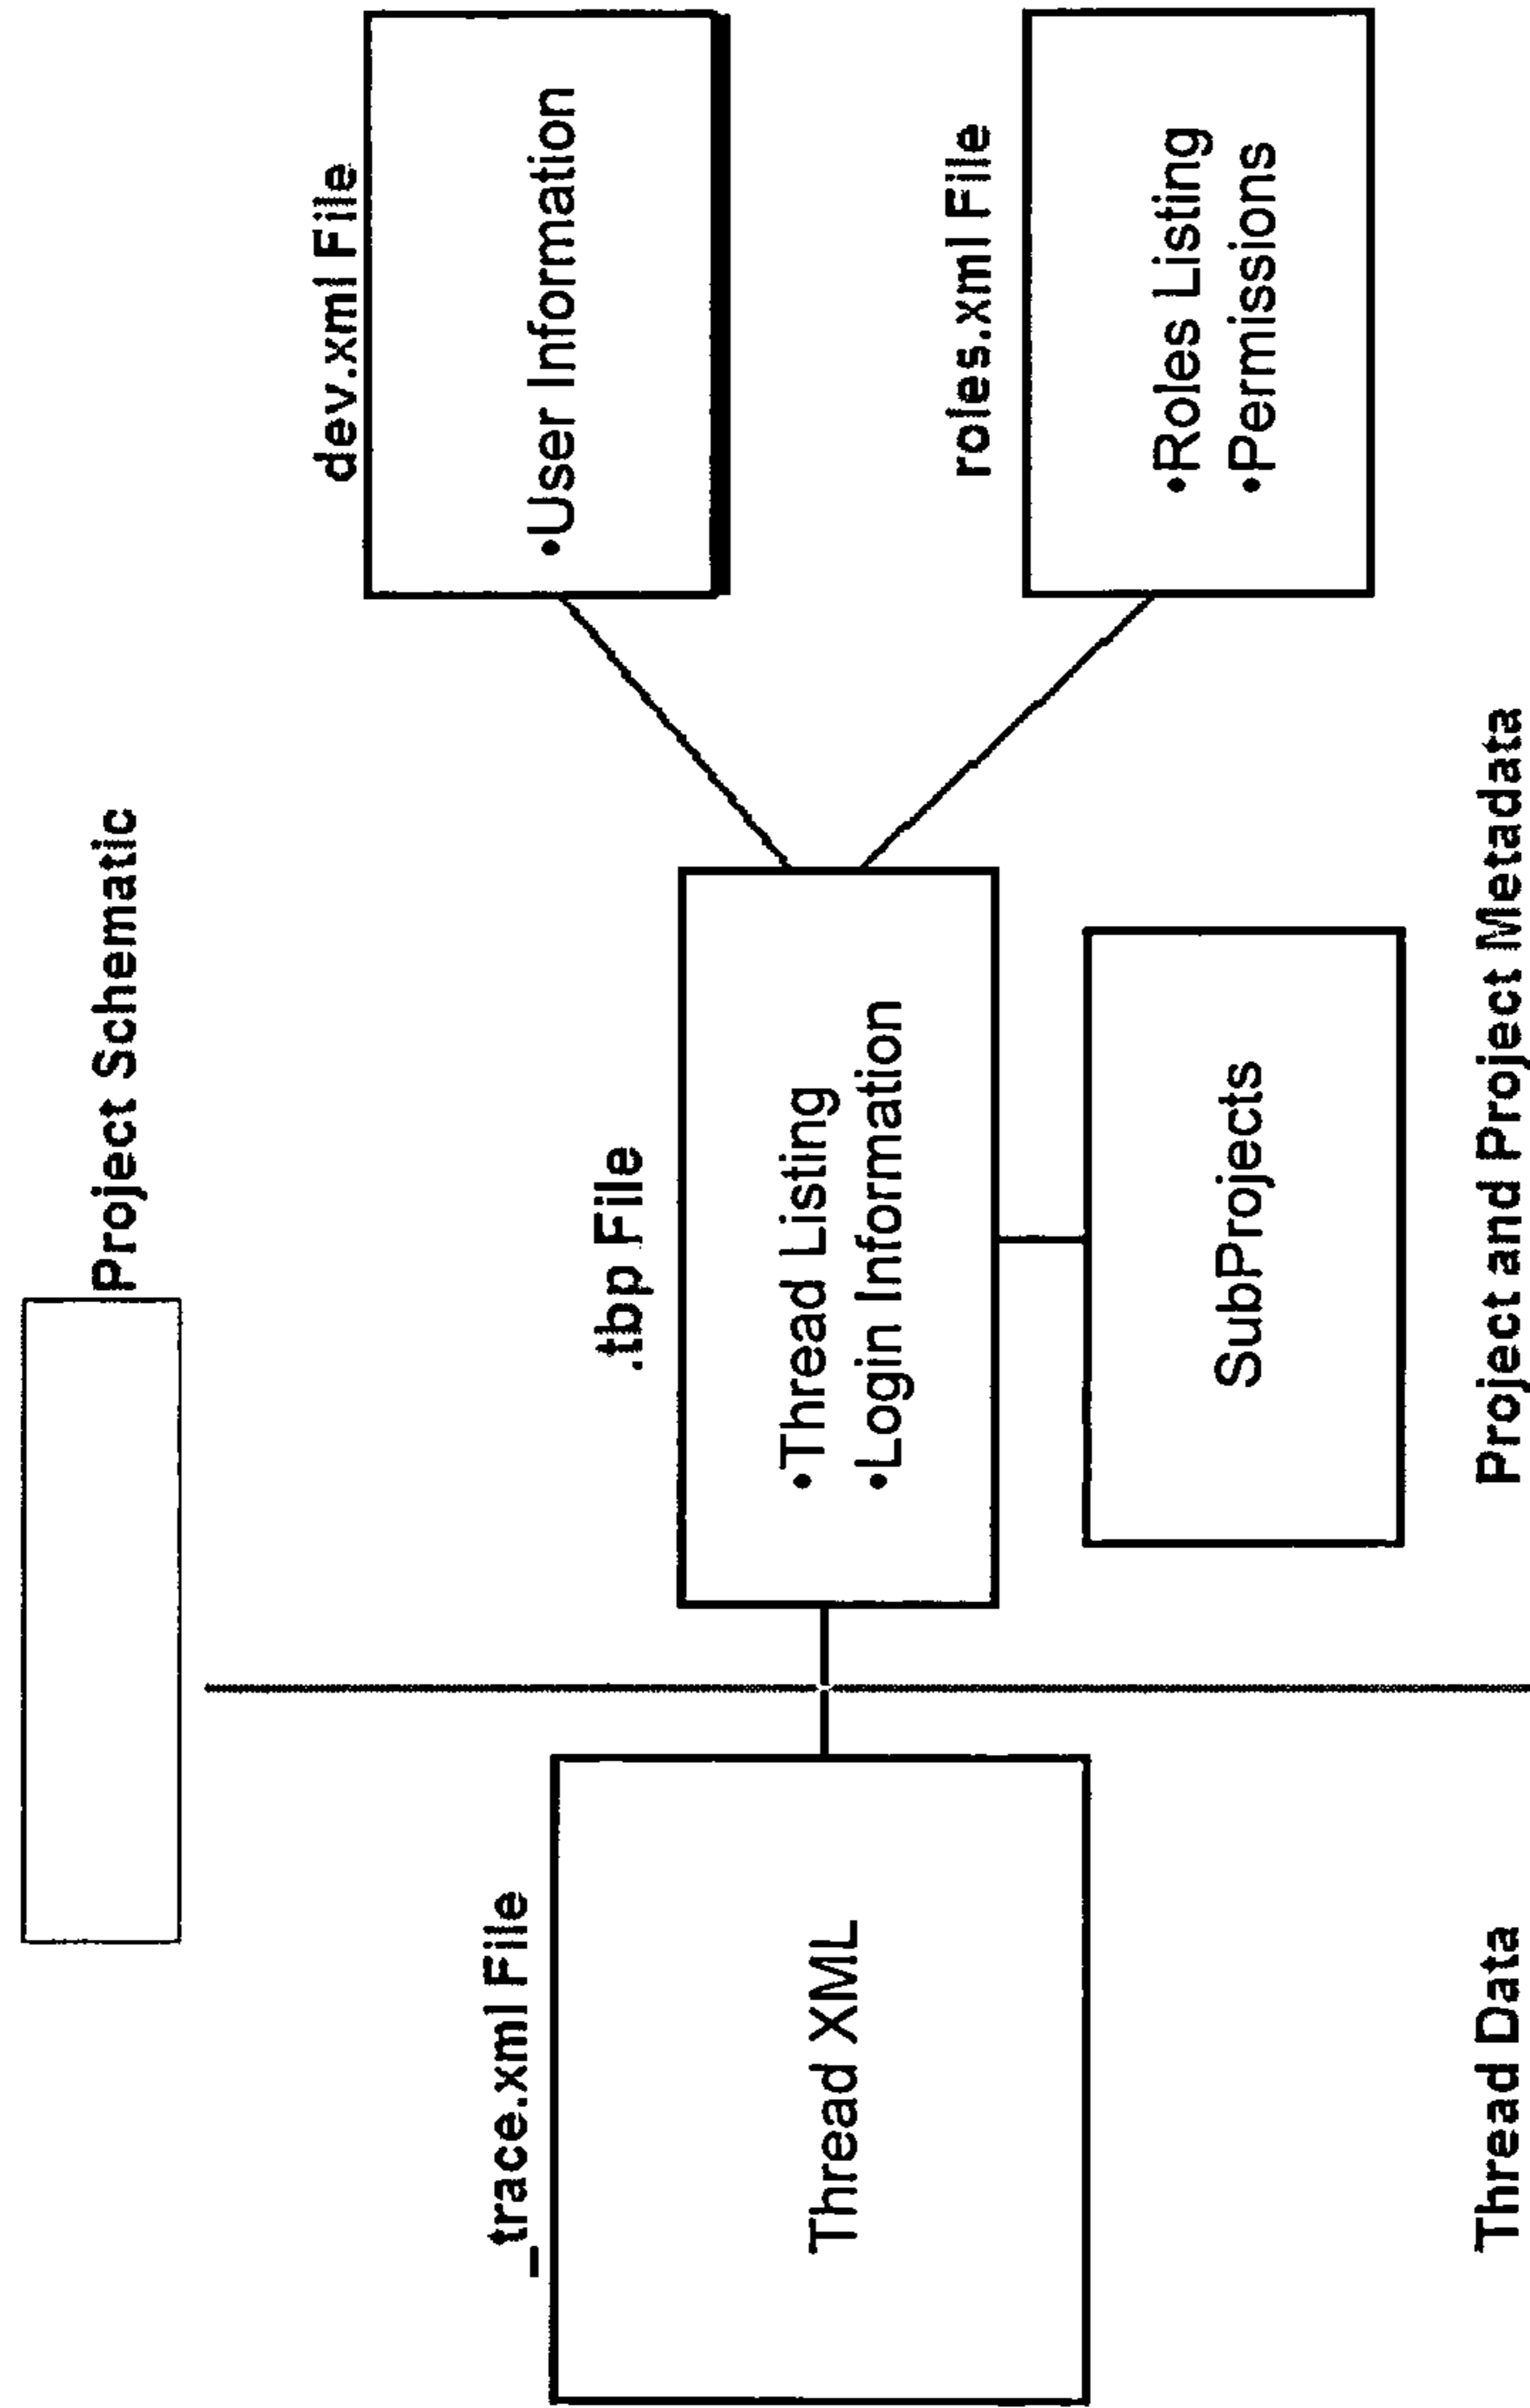 Project Schematic
_trace.xml File
Thread XML
.tbp File
•Thread Listing
•Login Information
SubProjects
dev.xml File
•User Information
roles.xml File
•Roles Listing
•Permissions
Thread Data
Project and Project Metadata